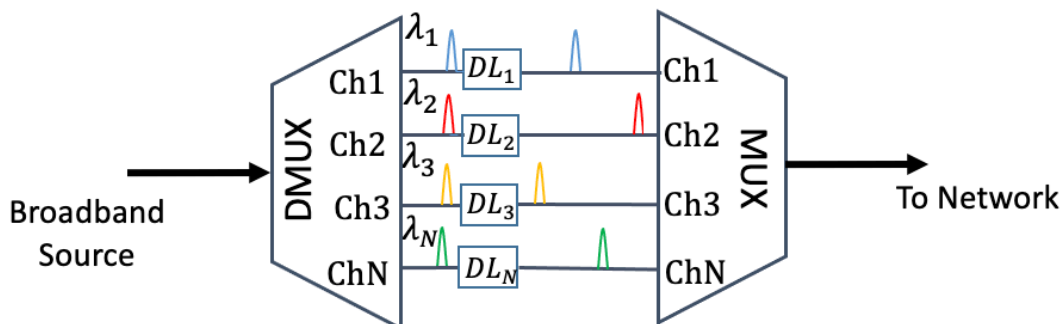 λ₁
Ch1
DL₁
Ch1
λ₂
Ch2
DL₂
Ch2
λ₃
Ch3
DL₃
Ch3
λN
ChN
DLN
ChN
DMUX
MUX
Broadband
Source
To Network